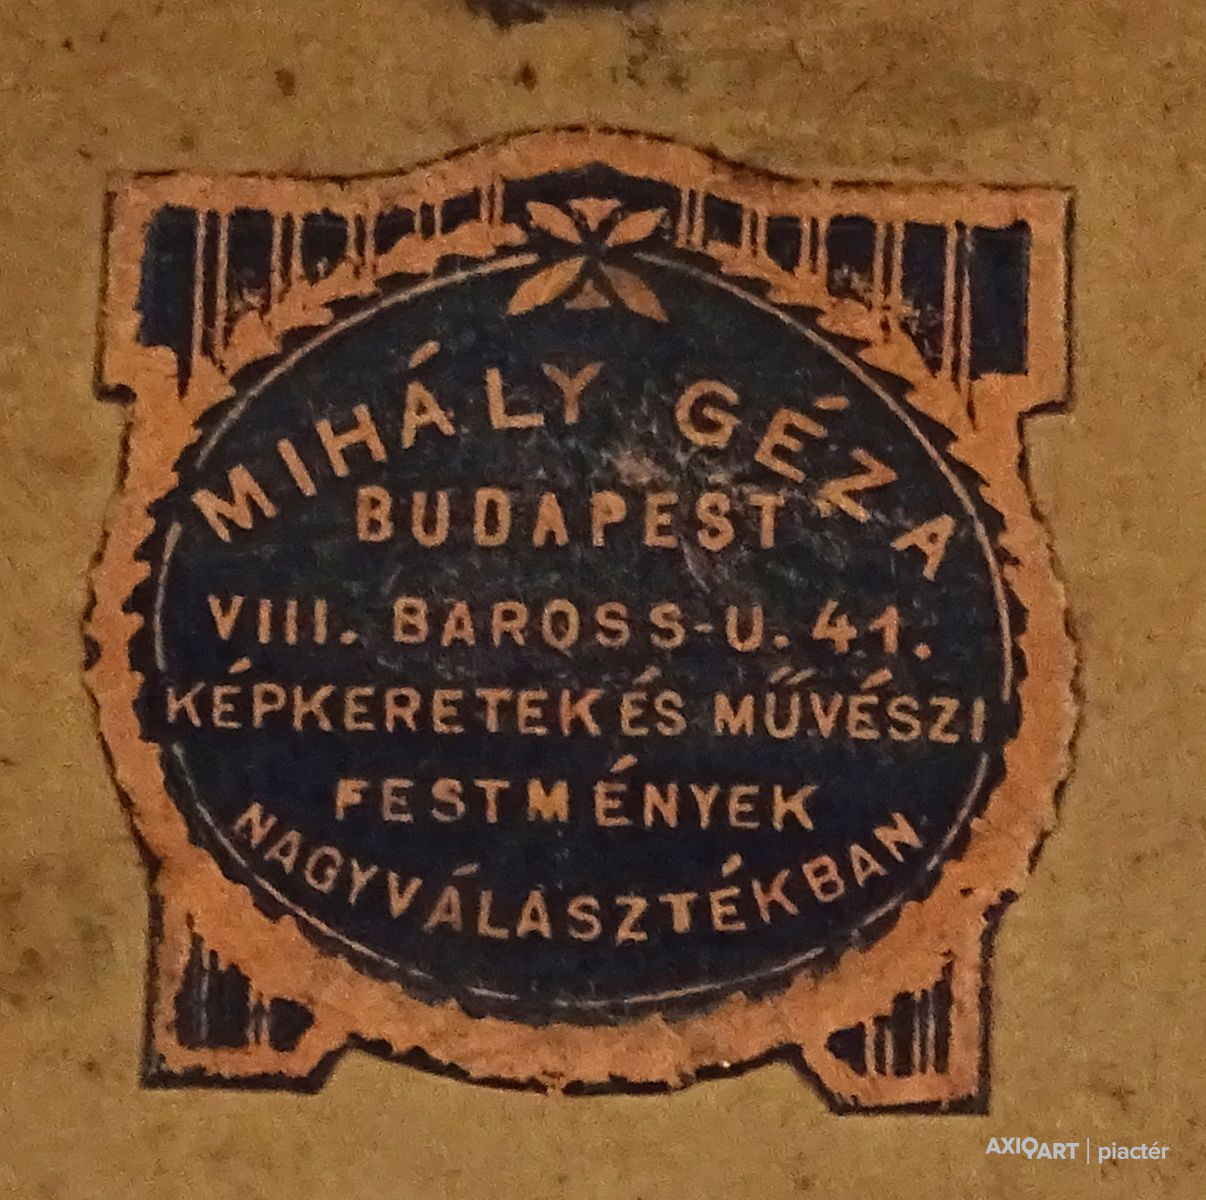 MIHÁLY GÉZA
BUDAPEST
VIII. BAROSS-U. 41.
KÉPKERETEK ÉS MŰVÉSZI
FESTMÉNYEK
NAGYVÁLASZTÉKBAN
AXIOART | piactér